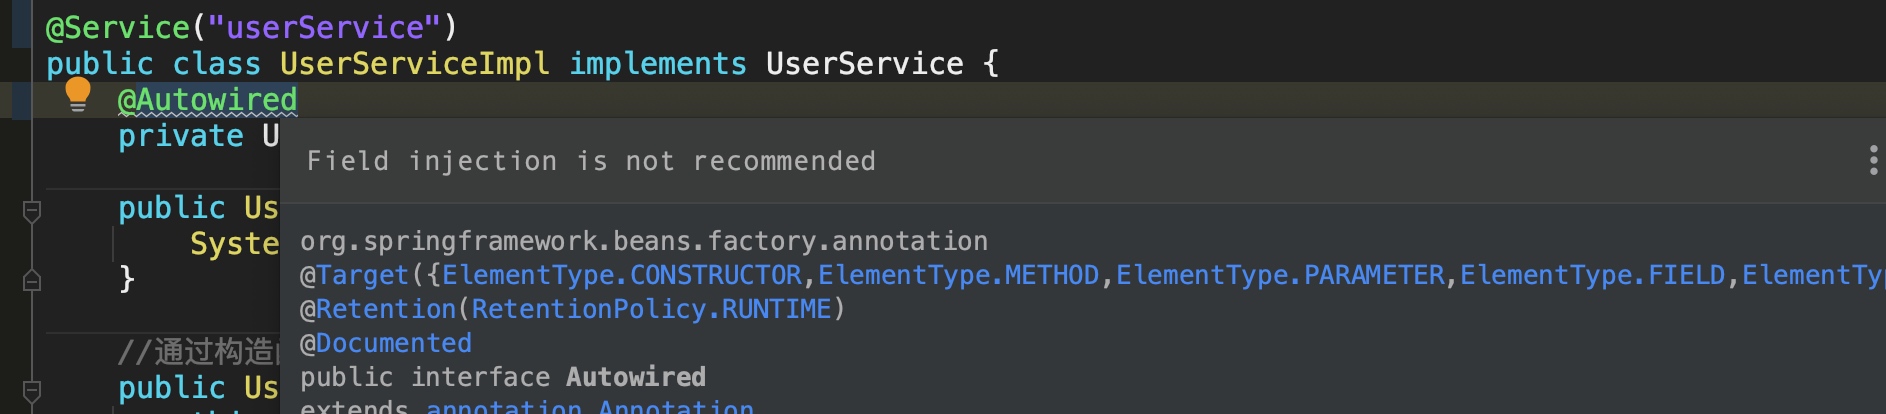 @Service("userService")
public class UserServiceImpl implements UserService {
@Autowired
private U
Field injection is not recommended
public Us
Syste
org.springframework.beans.factory.annotation
@Target({ElementType.CONSTRUCTOR,ElementType.METHOD,ElementType.PARAMETER,ElementType.FIELD,ElementTyp
}
@Retention(RetentionPolicy.RUNTIME)
//通过构造
@Documented
public Us
public interface Autowired
extends annotation.Annotation